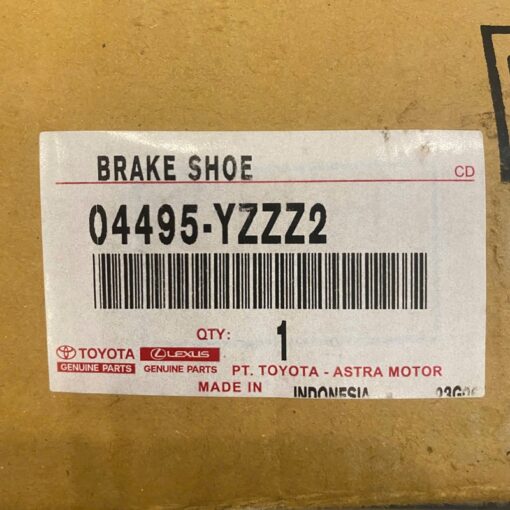 BRAKE SHOE
CD
04495-YZZZ2
QTY: 1
TOYOTA
GENUINE PARTS
LEXUS
GENUINE PARTS
PT. TOYOTA - ASTRA MOTOR
MADE IN INDONESIA